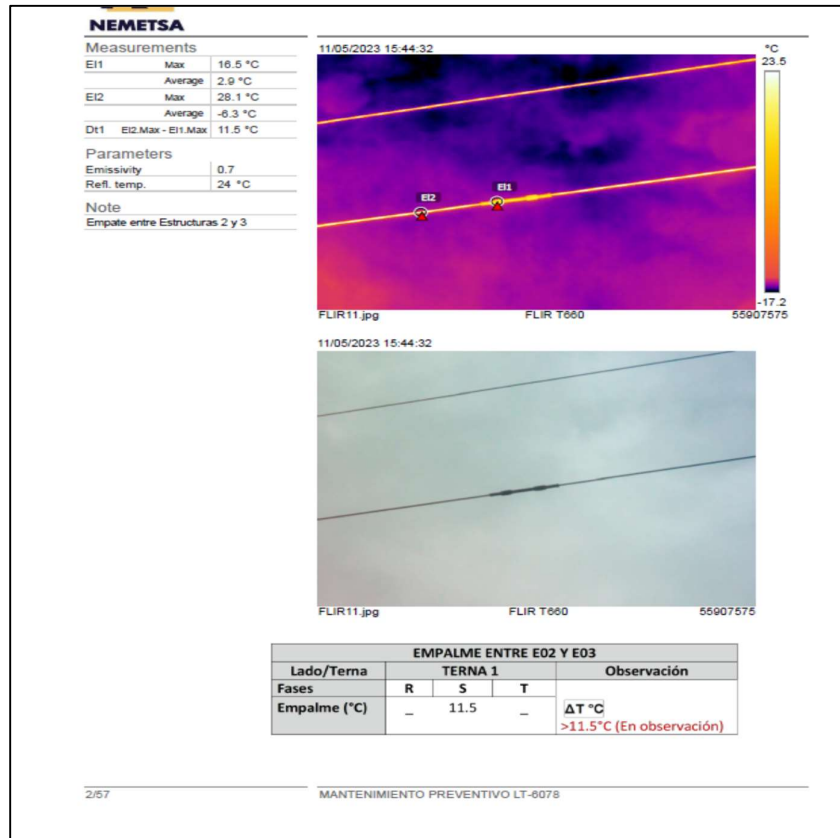 NEMETSA
Measurements
El1 Max 16.5 °C
Average 2.9 °C
El2 Max 28.1 °C
Average -6.3 °C
Dt1 El2.Max - El1.Max 11.5 °C
Parameters
Emissivity 0.7
Refl. temp. 24 °C
Note
Empate entre Estructuras 2 y 3
11/05/2023 15:44:32
°C
23.5
El2
El1
-17.2
FLIR11.jpg FLIR T660 55907575
11/05/2023 15:44:32
FLIR11.jpg FLIR T660 55907575
EMPALME ENTRE E02 Y E03
Lado/Terna TERNA 1 Observación
Fases R S T
Empalme (°C) _ 11.5 _ ΔT °C
>11.5°C (En observación)
2/57 MANTENIMIENTO PREVENTIVO LT-6078